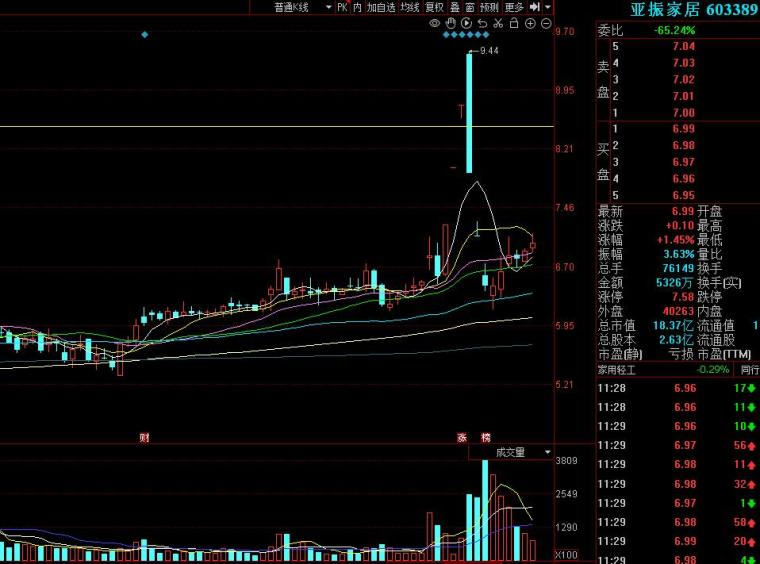 普通K线 PK 内 加自选 均线 复权 叠 窗 预测 更多
亚振家居 603389
9.70
9.44
8.95
8.21
7.46
6.70
5.95
5.21
财 涨 榜
成交量
3809
2549
1290
X100
委比 -65.24%
卖盘
5 7.04
4 7.03
3 7.02
2 7.01
1 7.00
买盘
1 6.99
2 6.98
3 6.97
4 6.96
5 6.95
最新 6.99 开盘
涨跌 +0.10 最高
涨幅 +1.45% 最低
振幅 3.63% 量比
总手 76149 换手
金额 5326万 换手(实)
涨停 7.58 跌停
外盘 40263 内盘
总市值 18.37亿 流通值 1
总股本 2.63亿 流通股
市盈(静) 亏损 市盈(TTM)
家用轻工 -0.29% 同行
11:28 6.96 17
11:28 6.96 11
11:29 6.96 10
11:29 6.97 56
11:29 6.98 11
11:29 6.98 32
11:29 6.97 1
11:29 6.98 58
11:29 6.99 20
11:29 6.98 4